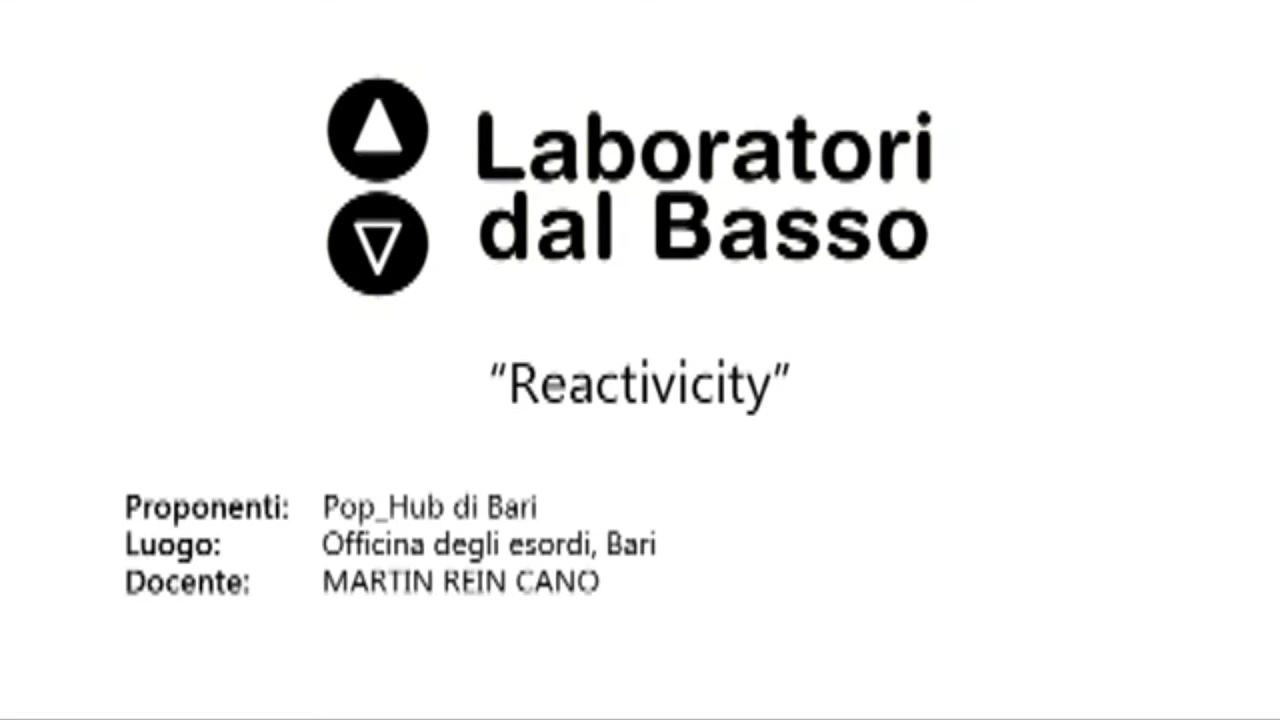 Laboratori
dal Basso
“Reactivicity”
Proponenti: Pop_Hub di Bari
Luogo: Officina degli esordi, Bari
Docente: MARTIN REIN CANO